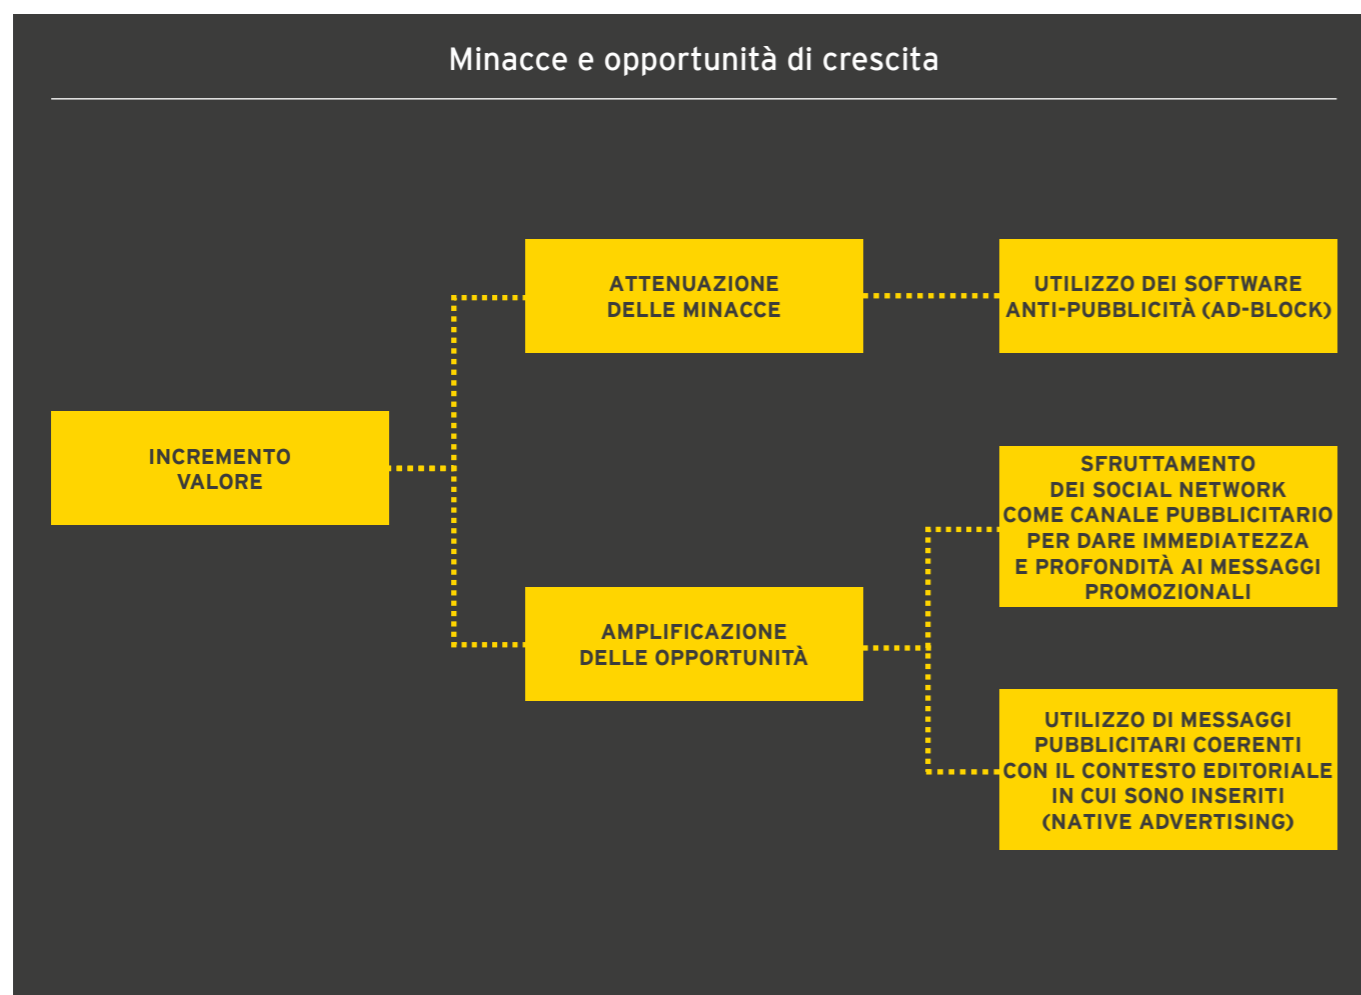 Minacce e opportunità di crescita
INCREMENTO
VALORE
ATTENUAZIONE
DELLE MINACCE
UTILIZZO DEI SOFTWARE
ANTI-PUBBLICITÀ (AD-BLOCK)
AMPLIFICAZIONE
DELLE OPPORTUNITÀ
SFRUTTAMENTO
DEI SOCIAL NETWORK
COME CANALE PUBBLICITARIO
PER DARE IMMEDIATEZZA
E PROFONDITÀ AI MESSAGGI
PROMOZIONALI
UTILIZZO DI MESSAGGI
PUBBLICITARI COERENTI
CON IL CONTESTO EDITORIALE
IN CUI SONO INSERITI
(NATIVE ADVERTISING)